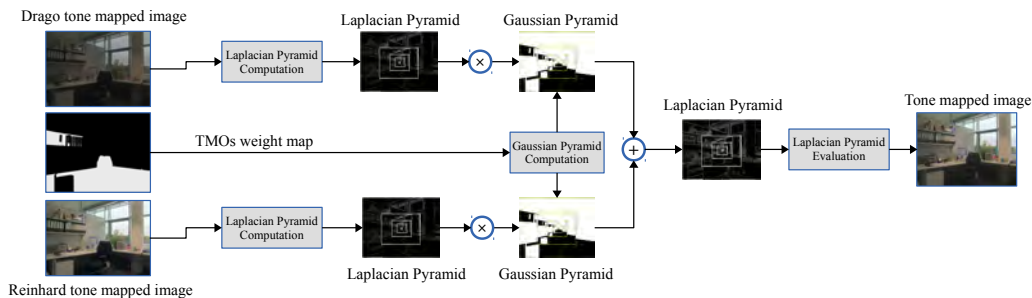 Drago tone mapped image
Laplacian Pyramid
Gaussian Pyramid
Laplacian Pyramid
Computation
×
TMOs weight map
Gaussian Pyramid
Computation
+
Laplacian Pyramid
Laplacian Pyramid
Evaluation
Tone mapped image
Laplacian Pyramid
Computation
×
Laplacian Pyramid
Gaussian Pyramid
Reinhard tone mapped image